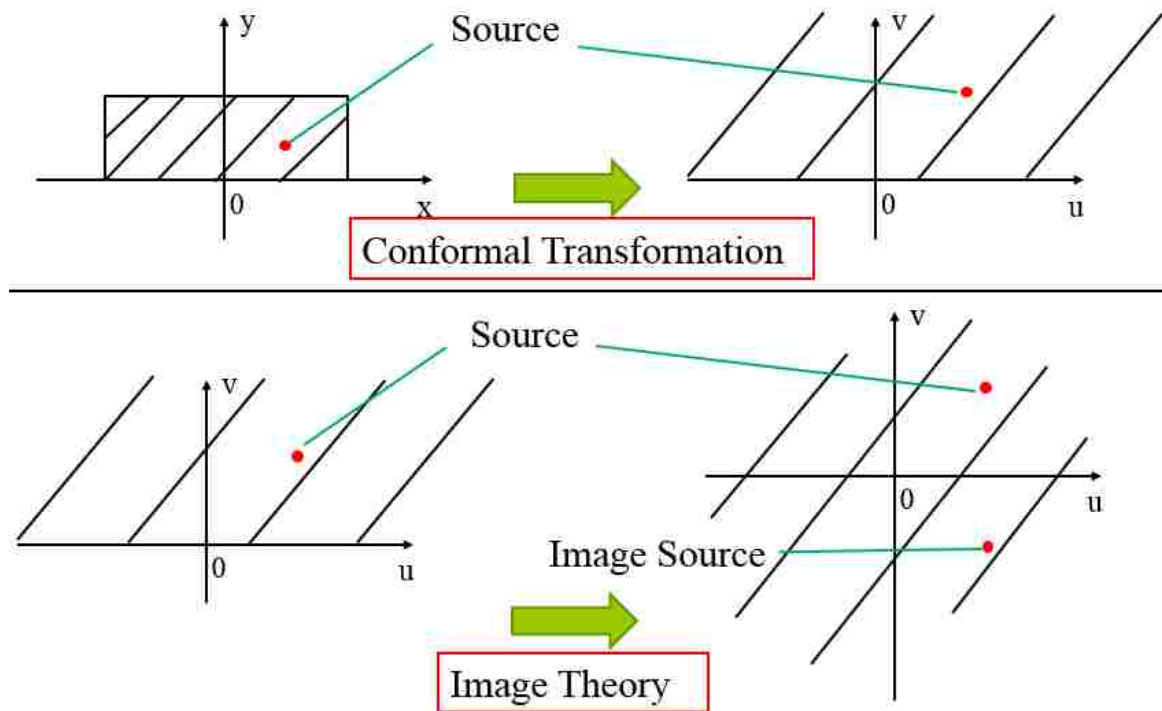 y
Source
v
0
x
0
u
Conformal Transformation
Source
v
v
0
u
0
u
Image Source
Image Theory